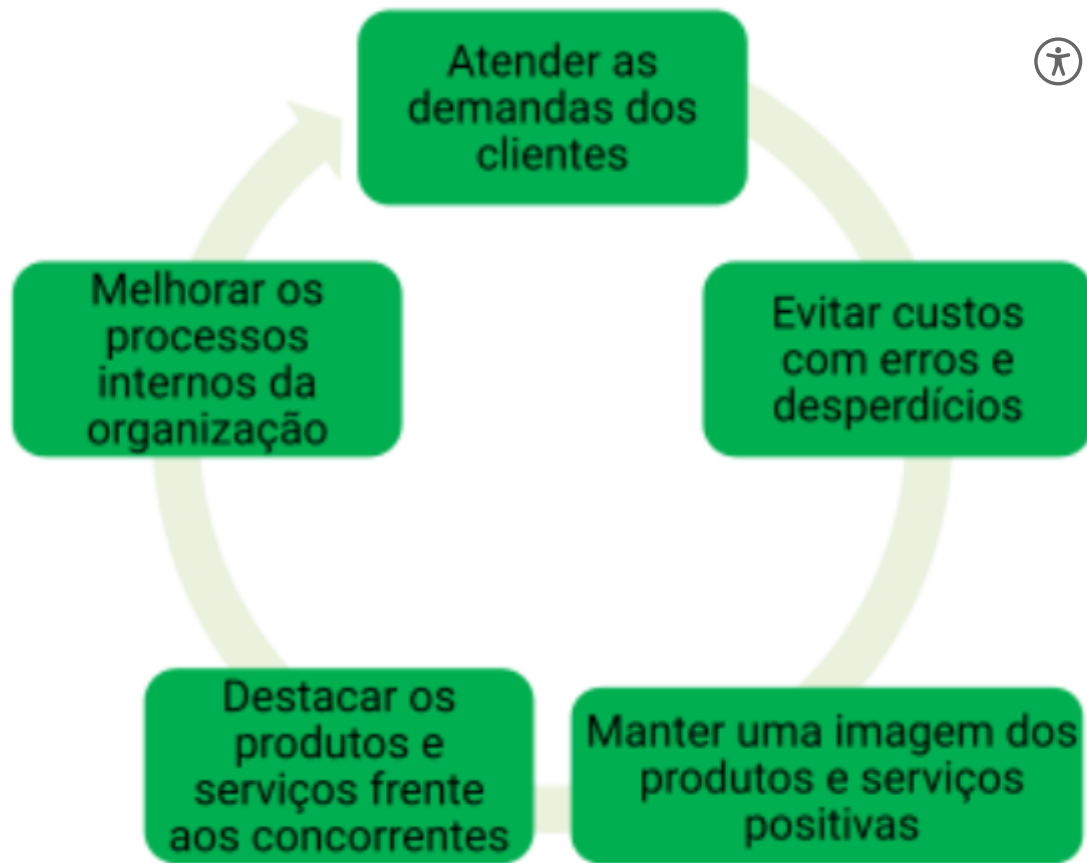 Atender as
demandas dos
clientes
Evitar custos
com erros e
desperdícios
Manter uma imagem dos
produtos e serviços
positivas
Destacar os
produtos e
serviços frente
aos concorrentes
Melhorar os
processos
internos da
organização